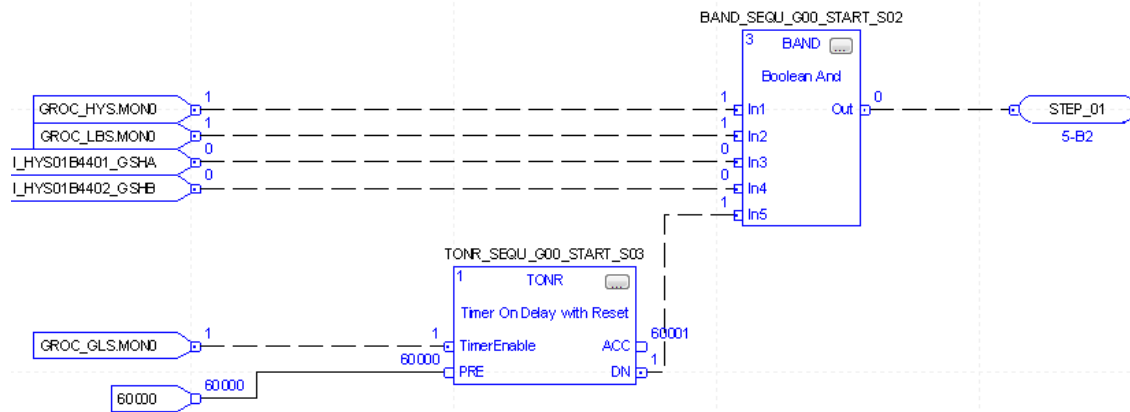 BAND_SEQU_G00_START_S02
3 BAND ...
Boolean And
GROC_HYS.MON0 1 1 In1 Out 0 STEP_01
GROC_LBS.MON0 1 1 In2 5-B2
I_HYS01B4401_GSHA 0 0 In3
I_HYS01B4402_GSHB 0 0 In4
1 In5
TONR_SEQU_G00_START_S03
1 TONR ...
Timer On Delay with Reset
GROC_GLS.MON0 1 1 TimerEnable ACC 60001
60000 PRE DN 1
60000 60000